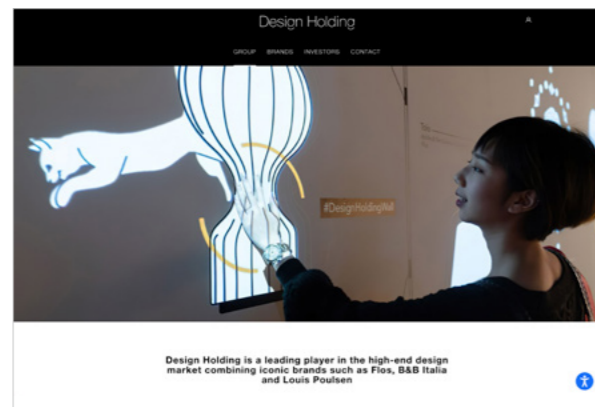 Design Holding
GROUP BRANDS INVESTORS CONTACT
#DesignHoldingWall
Design Holding is a leading player in the high-end design
market combining iconic brands such as Flos, B&B Italia
and Louis Poulsen